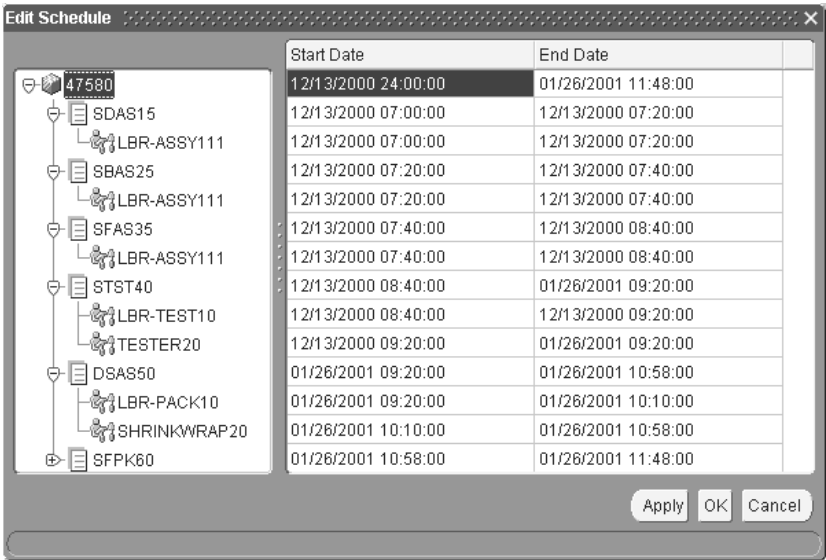 Edit Schedule
Start Date End Date
47580 12/13/2000 24:00:00 01/26/2001 11:48:00
SDAS15 12/13/2000 07:00:00 12/13/2000 07:20:00
LBR-ASSY111 12/13/2000 07:00:00 12/13/2000 07:20:00
SBAS25 12/13/2000 07:20:00 12/13/2000 07:40:00
LBR-ASSY111 12/13/2000 07:20:00 12/13/2000 07:40:00
SFAS35 12/13/2000 07:40:00 12/13/2000 08:40:00
LBR-ASSY111 12/13/2000 07:40:00 12/13/2000 08:40:00
STST40 12/13/2000 08:40:00 01/26/2001 09:20:00
LBR-TEST10 12/13/2000 08:40:00 12/13/2000 09:20:00
TESTER20 12/13/2000 09:20:00 01/26/2001 09:20:00
DSAS50 01/26/2001 09:20:00 01/26/2001 10:58:00
LBR-PACK10 01/26/2001 09:20:00 01/26/2001 10:10:00
SHRINKWRAP20 01/26/2001 10:10:00 01/26/2001 10:58:00
SFPK60 01/26/2001 10:58:00 01/26/2001 11:48:00
Apply OK Cancel